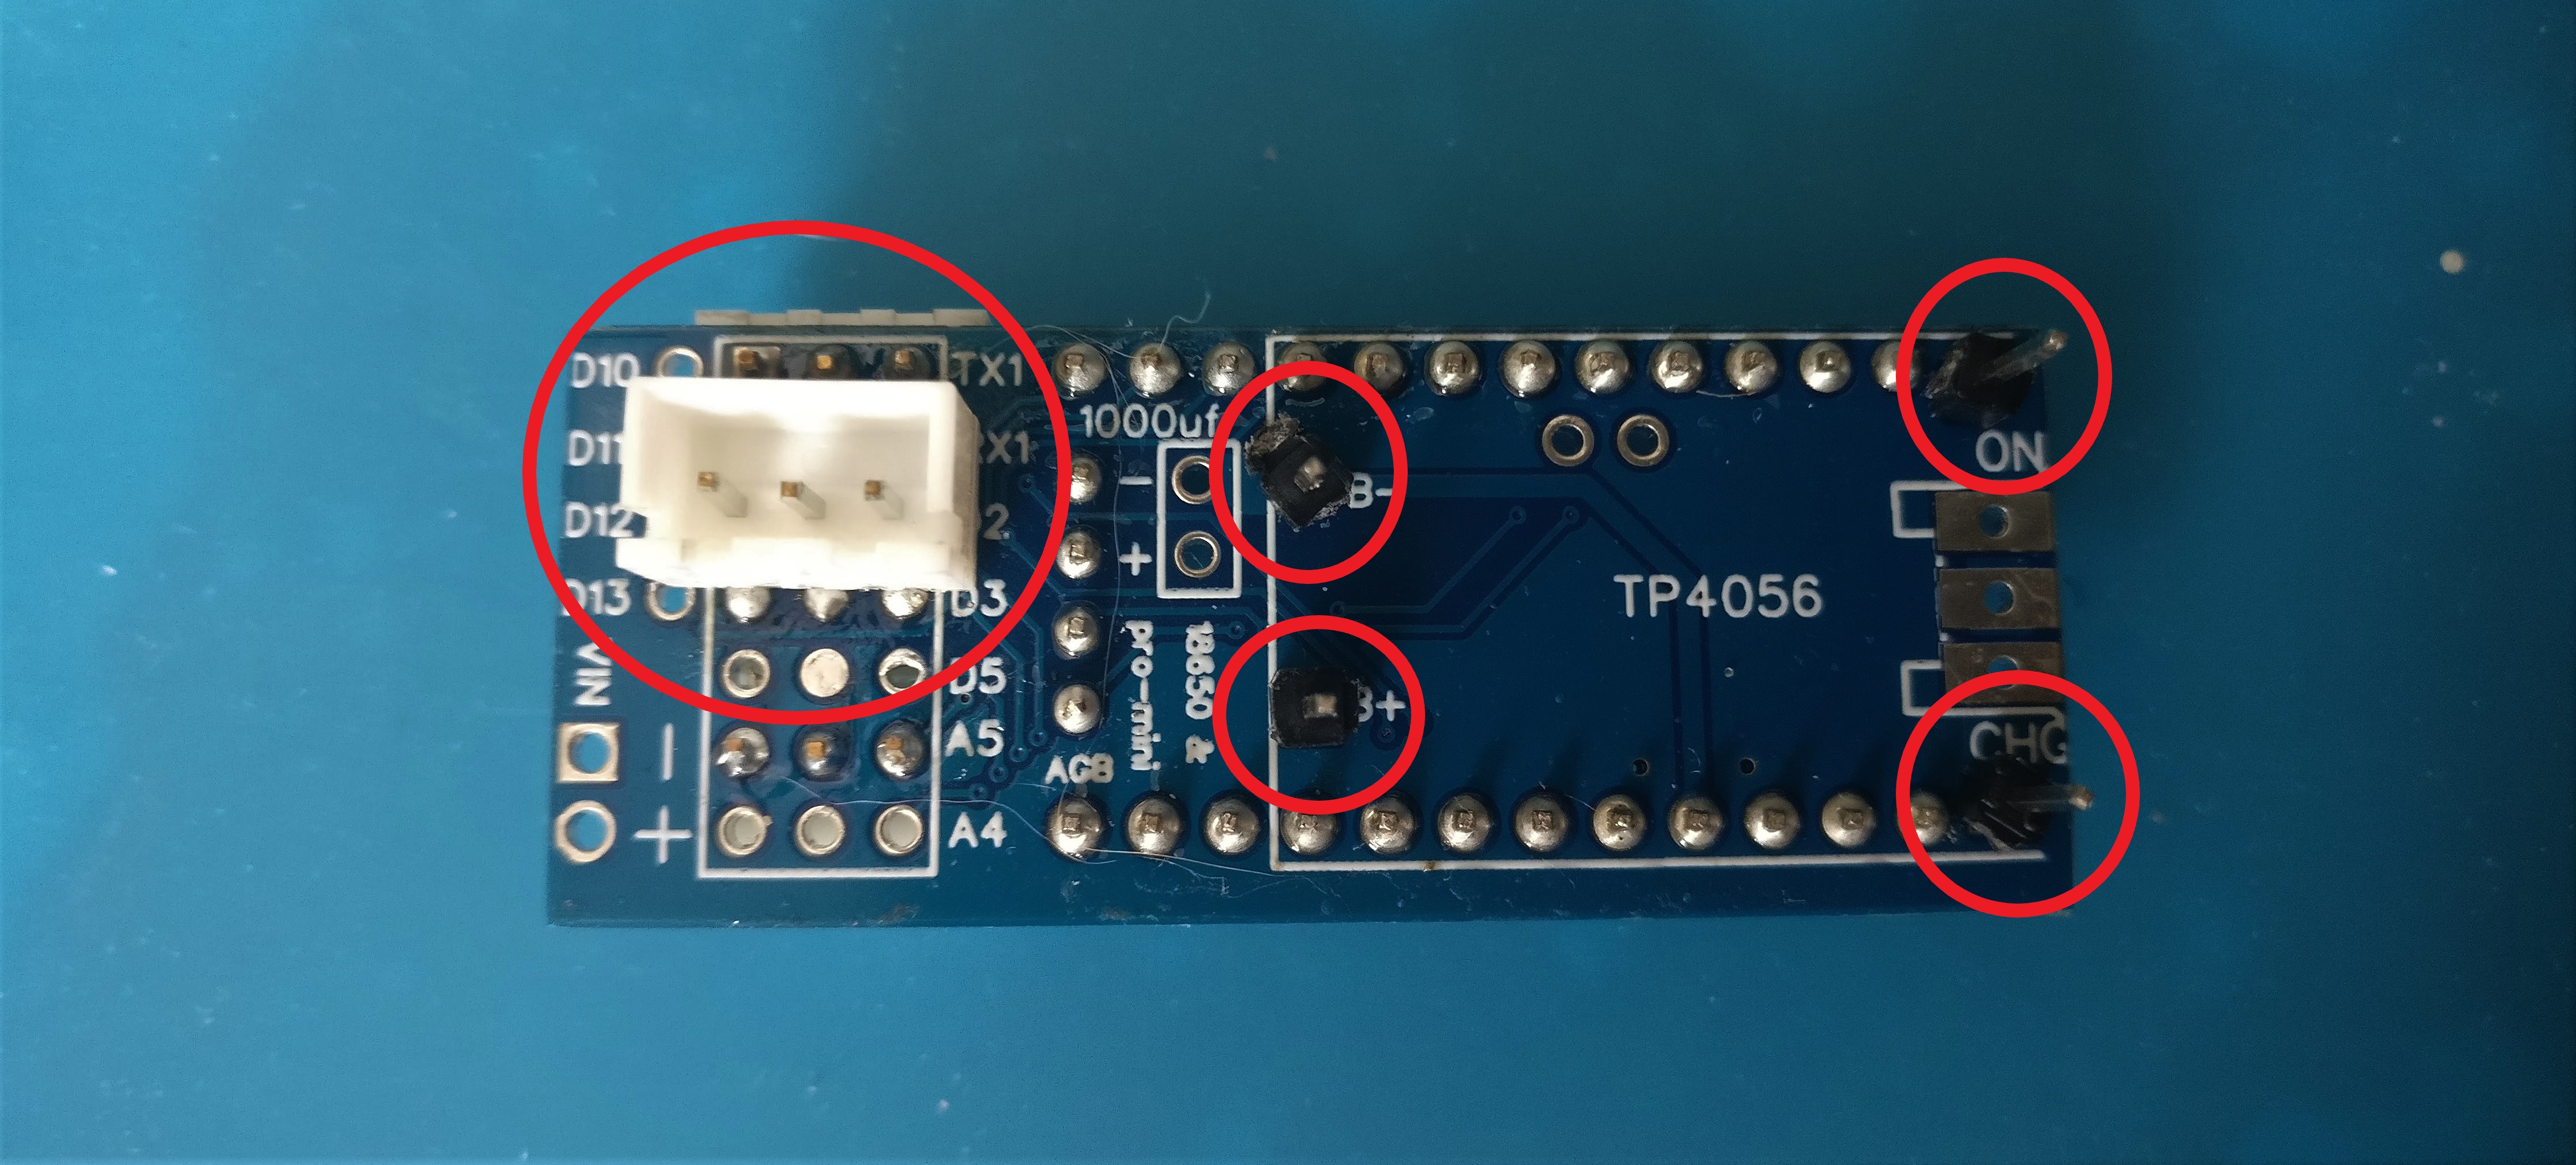 D10
TX1
1000uf
D11
RX1
-
B-
ON
D12
D2
+
D13
D3
TP4056
VIN
D5
pro-mini
18650 &
B+
-
A5
CHG
+
A4